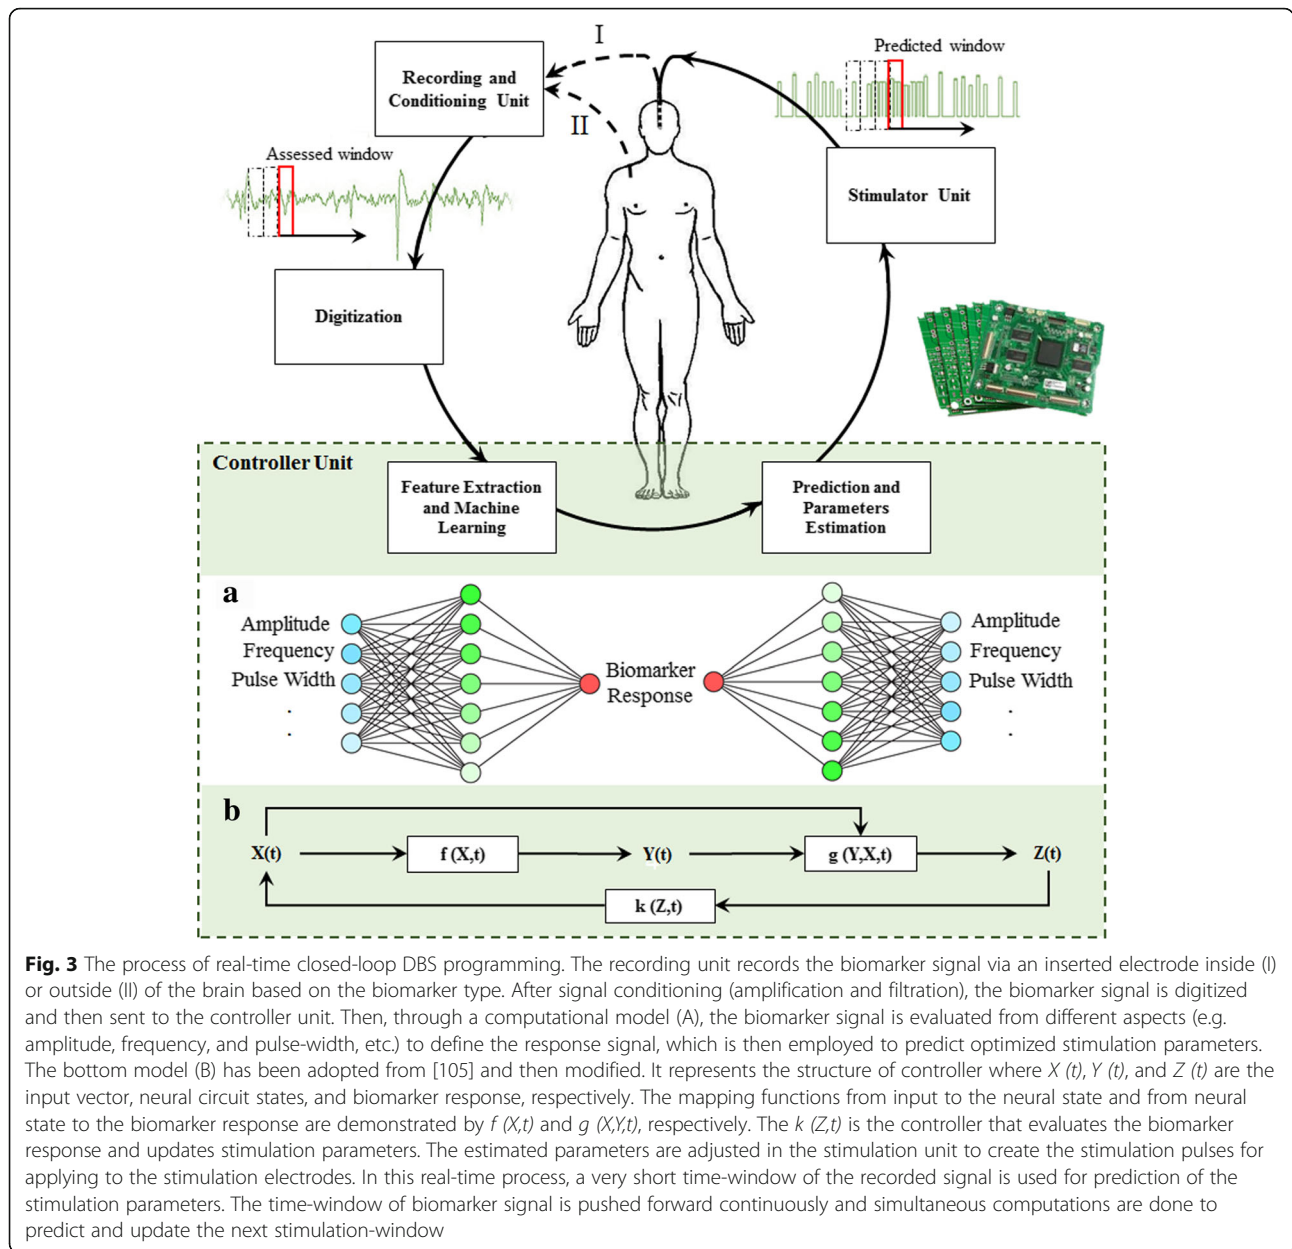 I
Recording and
Conditioning Unit
II
Predicted window
Assessed window
Stimulator Unit
Digitization
Controller Unit
Feature Extraction
and Machine
Learning
Prediction and
Parameters
Estimation
a
Amplitude
Frequency
Pulse Width
.
.
Biomarker
Response
Amplitude
Frequency
Pulse Width
.
.
b
X(t)
f (X,t)
Y(t)
g (Y,X,t)
Z(t)
k (Z,t)
Fig. 3 The process of real-time closed-loop DBS programming. The recording unit records the biomarker signal via an inserted electrode inside (I)
or outside (II) of the brain based on the biomarker type. After signal conditioning (amplification and filtration), the biomarker signal is digitized
and then sent to the controller unit. Then, through a computational model (A), the biomarker signal is evaluated from different aspects (e.g.
amplitude, frequency, and pulse-width, etc.) to define the response signal, which is then employed to predict optimized stimulation parameters.
The bottom model (B) has been adopted from [105] and then modified. It represents the structure of controller where X (t), Y (t), and Z (t) are the
input vector, neural circuit states, and biomarker response, respectively. The mapping functions from input to the neural state and from neural
state to the biomarker response are demonstrated by f (X,t) and g (X,Y,t), respectively. The k (Z,t) is the controller that evaluates the biomarker
response and updates stimulation parameters. The estimated parameters are adjusted in the stimulation unit to create the stimulation pulses for
applying to the stimulation electrodes. In this real-time process, a very short time-window of the recorded signal is used for prediction of the
stimulation parameters. The time-window of biomarker signal is pushed forward continuously and simultaneous computations are done to
predict and update the next stimulation-window